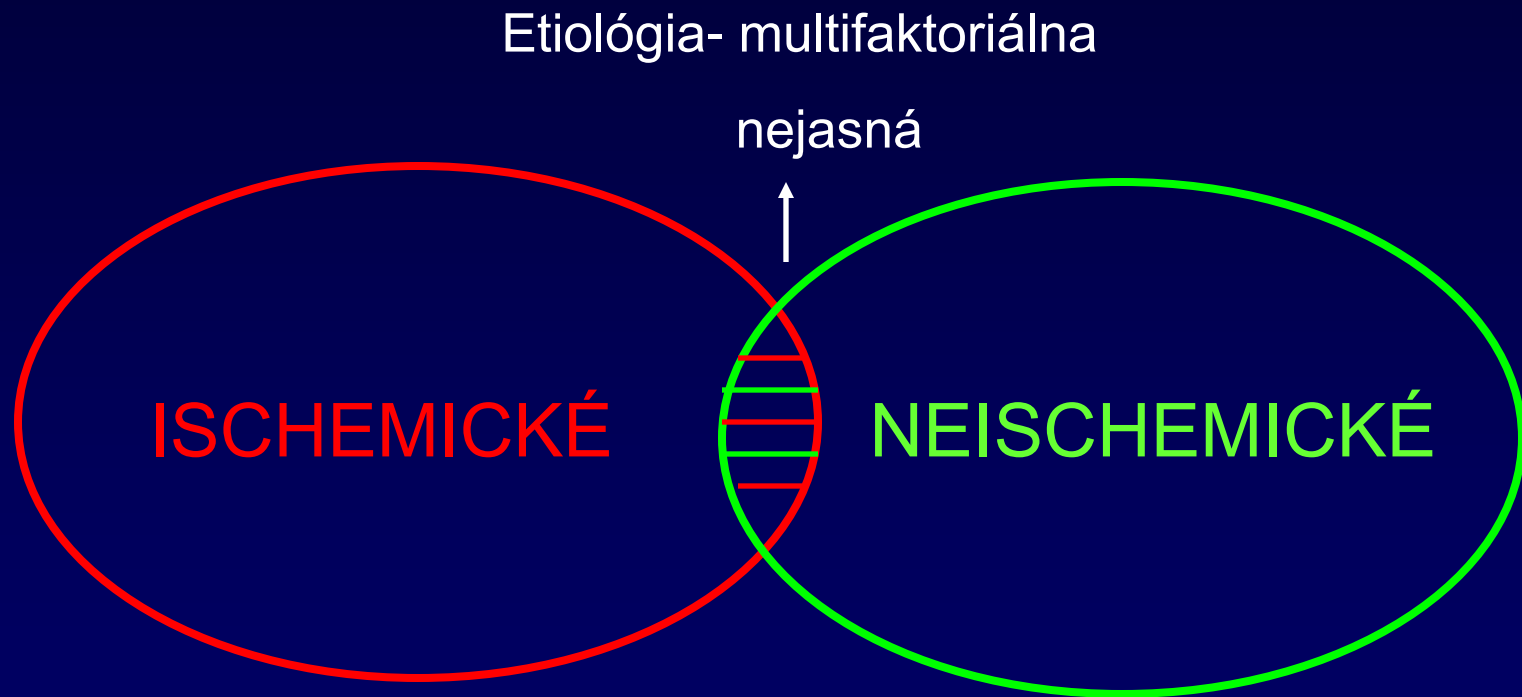 Etiológia- multifaktoriálna
nejasná
ISCHEMICKÉ
NEISCHEMICKÉ